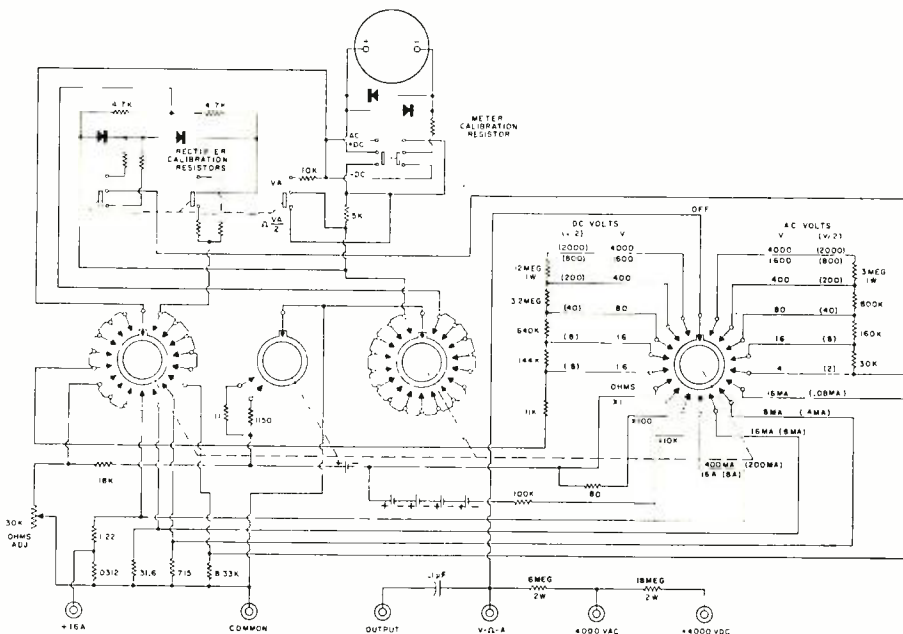 4.7K
4.7K
RECTIFIER
CALIBRATION
RESISTORS
VA
10K
Ω VA/2
5K
AC
+DC
-DC
METER
CALIBRATION
RESISTOR
OFF
DC VOLTS
V
(2000) 4000
(800) 1600
(200) 400
(40) 80
(8) 16
(.8) 1.6
12MEG
1W
3.2MEG
640K
144K
11K
OHMS
X1
X100
X10K
AC VOLTS
V (V/2)
4000 (2000)
1600 (800)
400 (200)
80 (40)
16 (8)
4 (2)
3MEG
1W
600K
160K
30K
(.08MA)
(.4MA)
16MA (8MA)
400MA (200MA)
16A (8A)
11
1150
18K
30K
OHMS
ADJ
1.22
.0312
31.6
715
8.33K
80
100K
6MEG
2W
18MEG
2W
+16A
COMMON
OUTPUT
V-Ω-A
4000 VAC
+4000 VDC